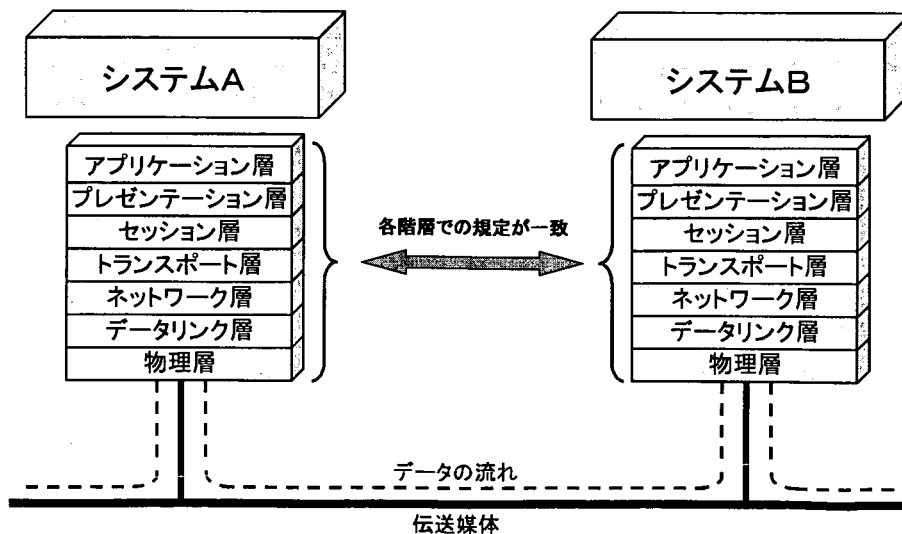 システムA
システムB
アプリケーション層
プレゼンテーション層
セッション層
トランスポート層
ネットワーク層
データリンク層
物理層
各階層での規定が一致
アプリケーション層
プレゼンテーション層
セッション層
トランスポート層
ネットワーク層
データリンク層
物理層
データの流れ
伝送媒体